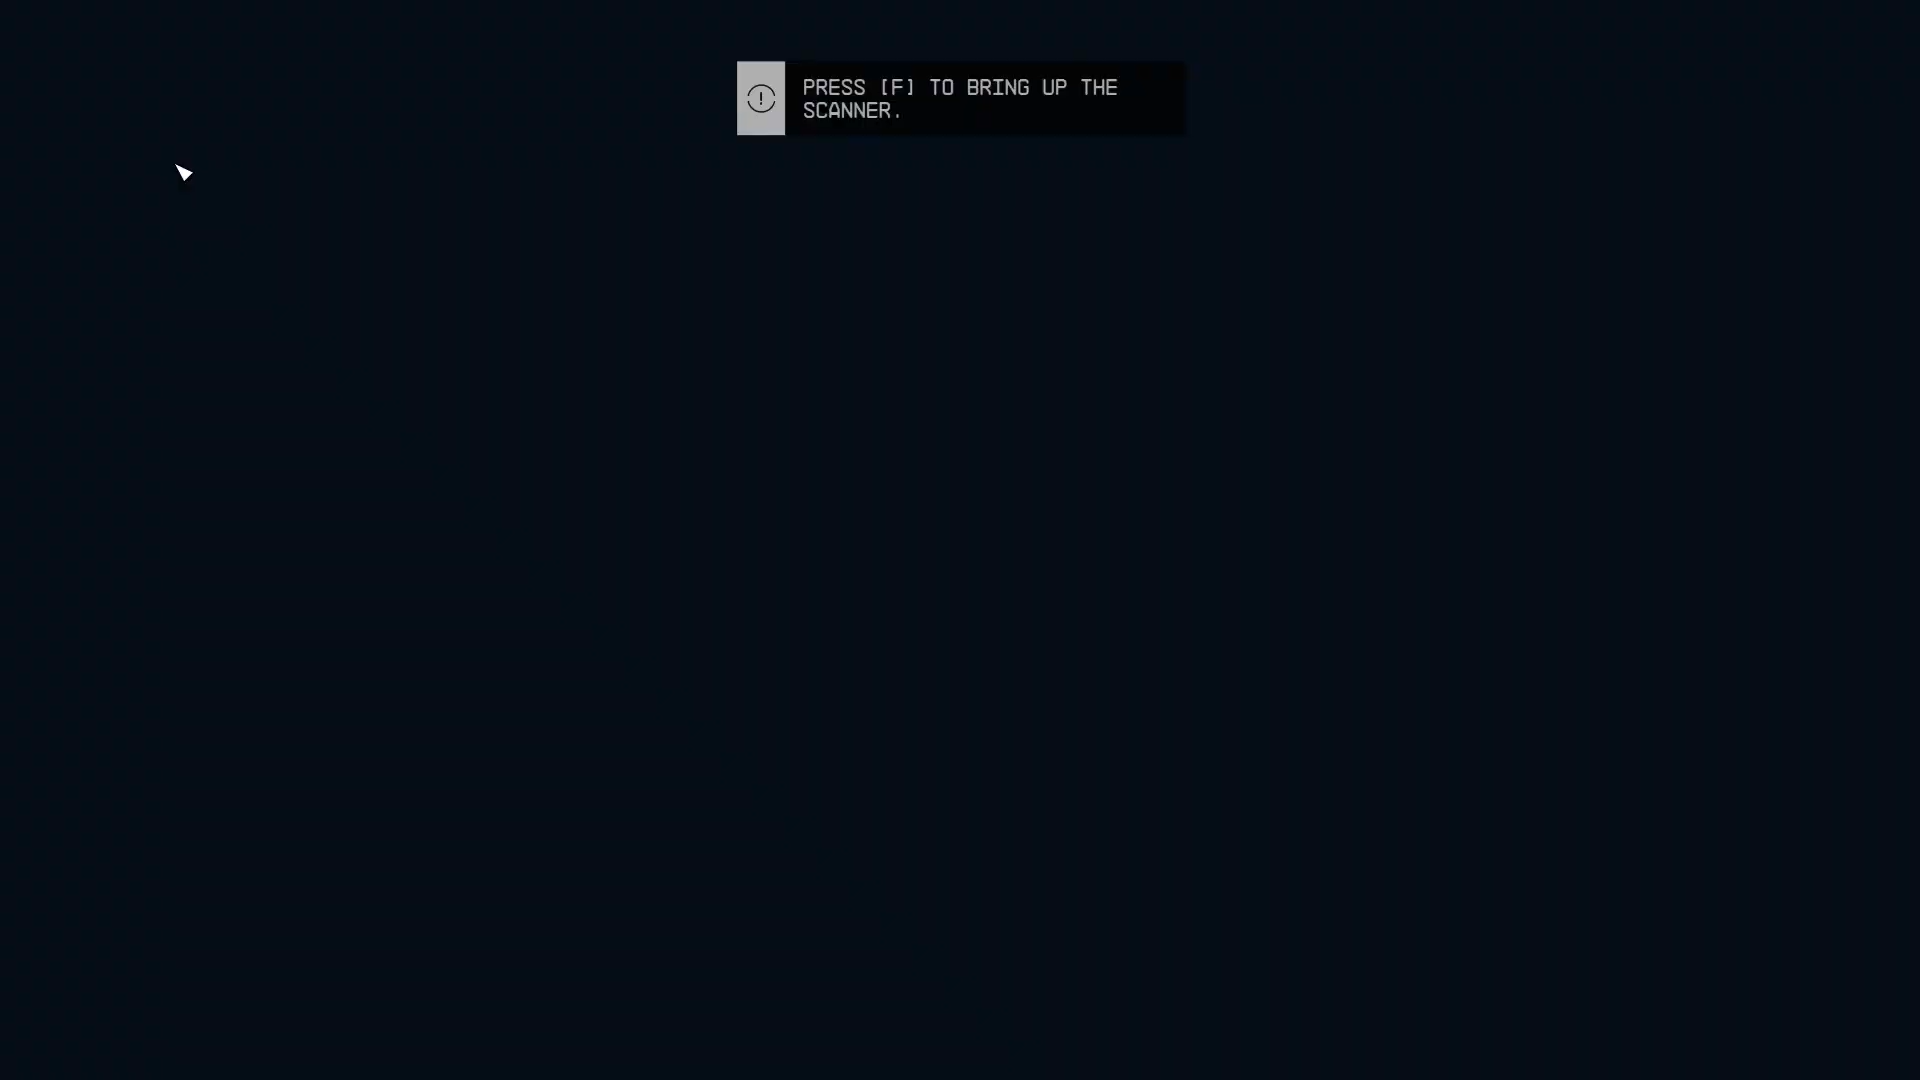 PRESS [F] TO BRING UP THE
SCANNER.